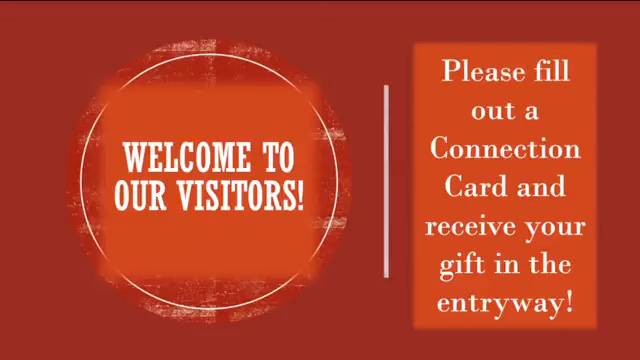 WELCOME TO
OUR VISITORS!
Please fill
out a
Connection
Card and
receive your
gift in the
entryway!